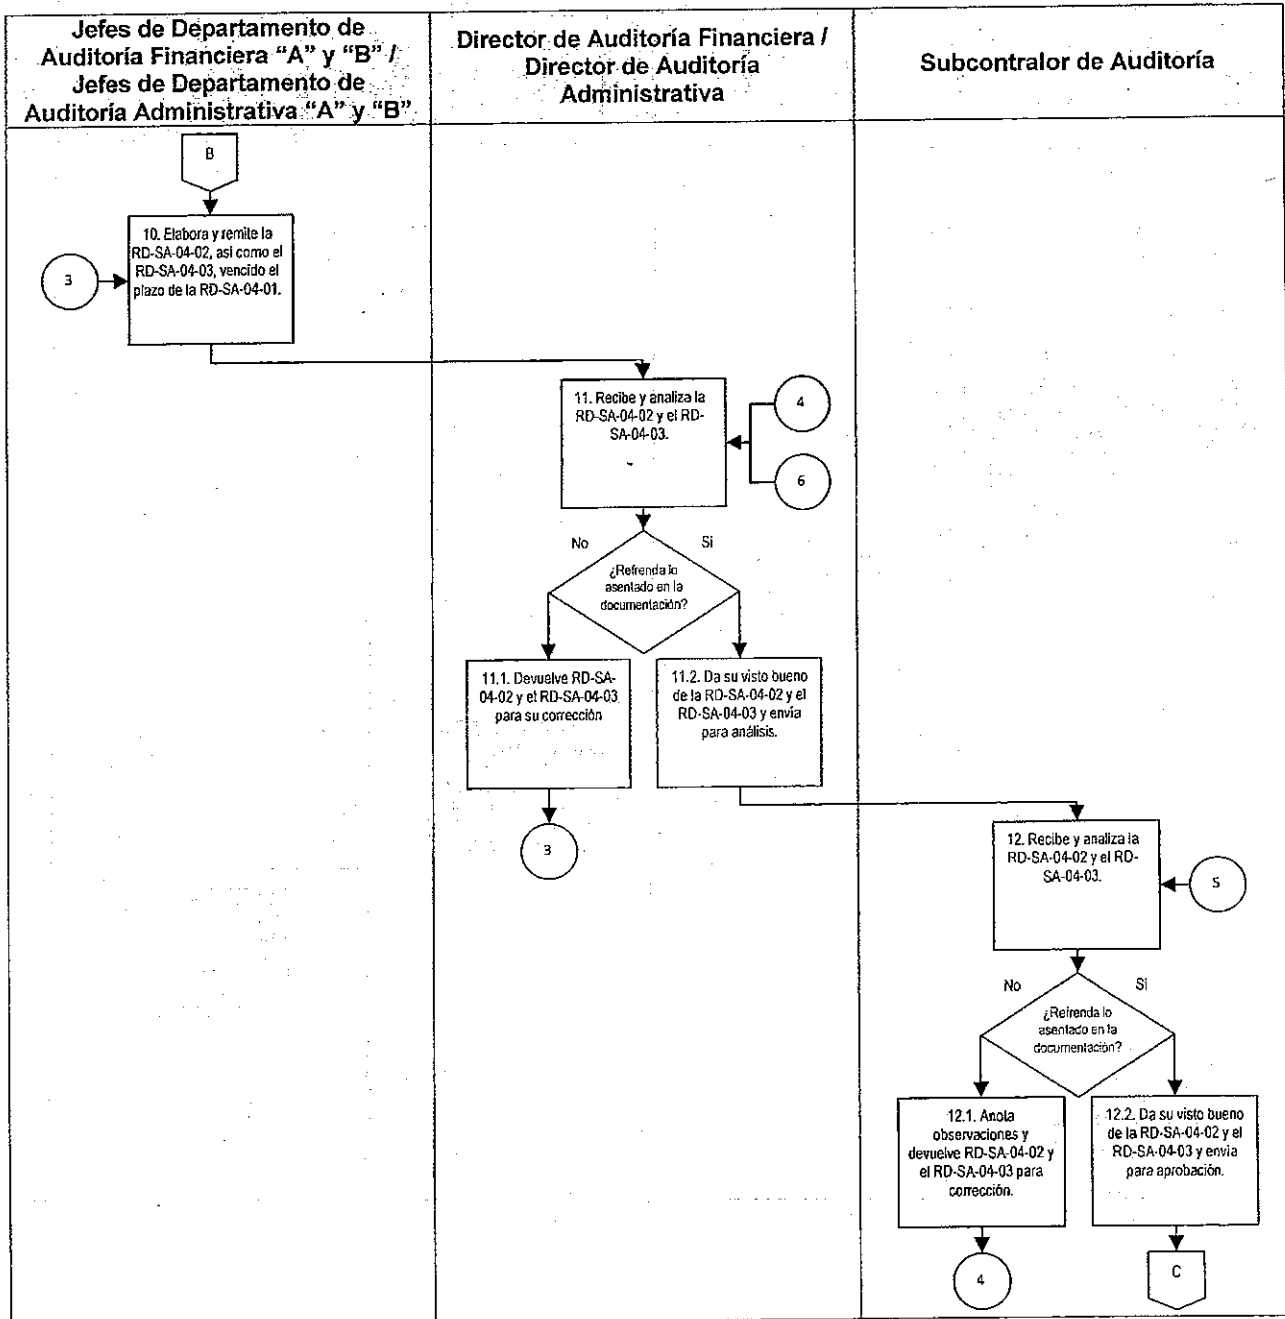 Jefes de Departamento de
Auditoría Financiera “A” y “B” /
Jefes de Departamento de
Auditoría Administrativa “A” y “B”
Director de Auditoría Financiera /
Director de Auditoría
Administrativa
Subcontralor de Auditoría
B
10. Elabora y remite la
RD-SA-04-02, asi como el
RD-SA-04-03, vencido el
plazo de la RD-SA-04-01.
3
11. Recibe y analiza la
RD-SA-04-02 y el RD-
SA-04-03.
4
6
No
Si
¿Refrenda lo
asentado en la
documentación?
11.1. Devuelve RD-SA-
04-02 y el RD-SA-04-03
para su corrección
11.2. Da su visto bueno
de la RD-SA-04-02 y el
RD-SA-04-03 y envía
para análisis.
3
12. Recibe y analiza la
RD-SA-04-02 y el RD-
SA-04-03.
5
No
Si
¿Refrenda lo
asentado en la
documentación?
12.1. Anota
observaciones y
devuelve RD-SA-04-02 y
el RD-SA-04-03 para
corrección.
12.2. Da su visto bueno
de la RD-SA-04-02 y el
RD-SA-04-03 y envia
para aprobación.
4
C